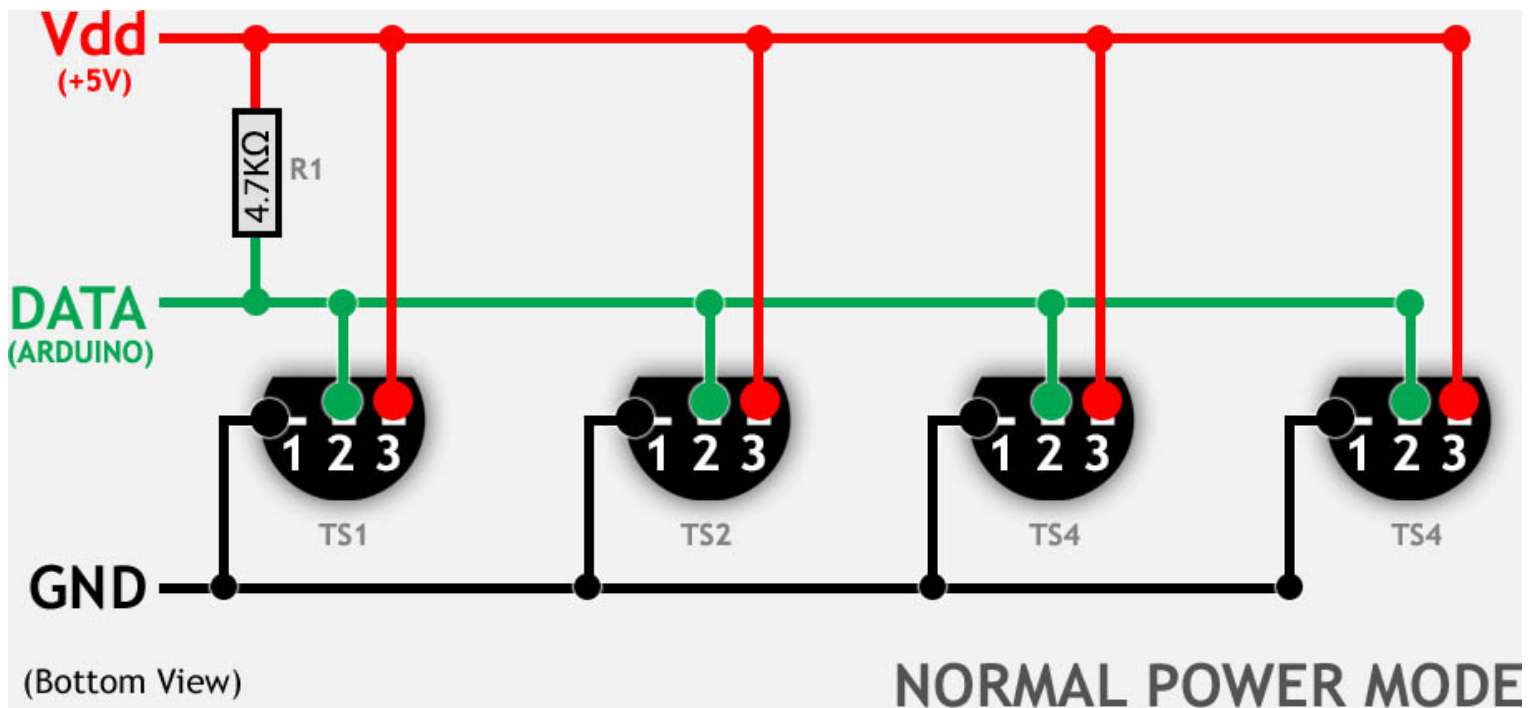 Vdd
(+5V)
4.7KΩ
R1
DATA
(ARDUINO)
1 2 3
1 2 3
1 2 3
1 2 3
TS1
TS2
TS4
TS4
GND
(Bottom View)
NORMAL POWER MODE